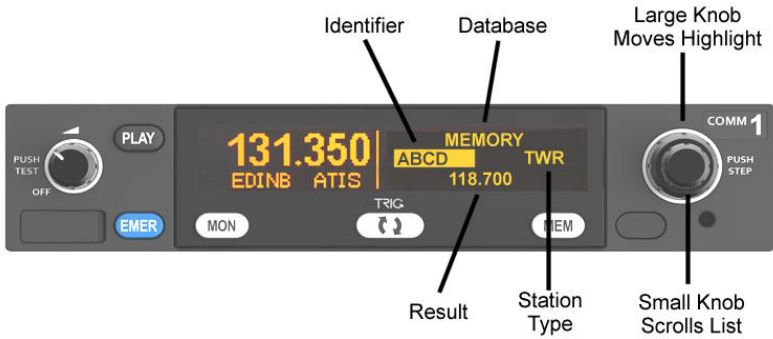 Identifier
Database
Large Knob
Moves Highlight
COMM 1
PLAY
PUSH
TEST
OFF
131.350
EDINB ATIS
MEMORY
ABCD
TWR
118.700
PUSH
STEP
TRIG
EMER
MON
MEM
Result
Station
Type
Small Knob
Scrolls List